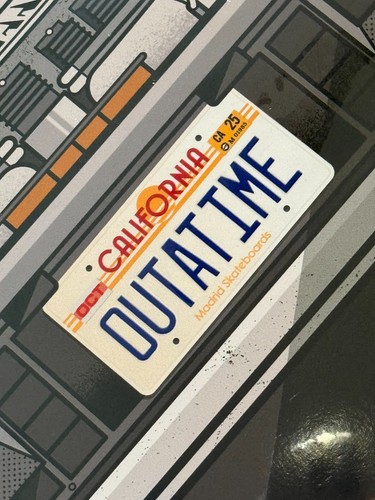 CALIFORNIA
CA 25
OCT
OUTATIME
Madrid Skateboards